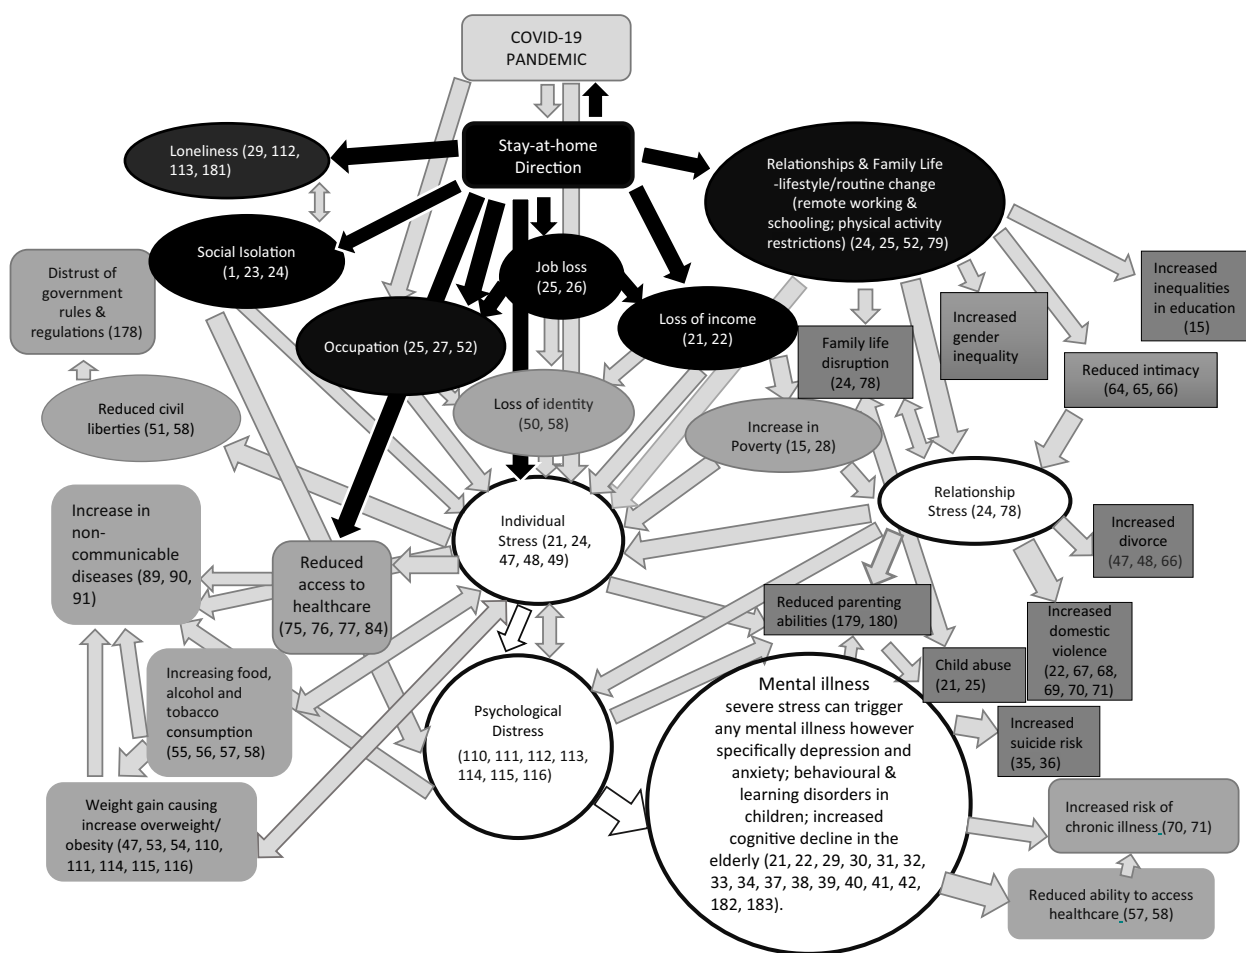 COVID-19
PANDEMIC
Stay-at-home
Direction
Loneliness (29, 112,
113, 181)
Relationships & Family Life
-lifestyle/routine change
(remote working &
schooling; physical activity
restrictions) (24, 25, 52, 79)
Social Isolation
(1, 23, 24)
Job loss
(25, 26)
Distrust of
government
rules &
regulations (178)
Increased
inequalities
in education
(15)
Occupation (25, 27, 52)
Loss of income
(21, 22)
Increased
gender
inequality
Family life
disruption
(24, 78)
Reduced intimacy
(64, 65, 66)
Reduced civil
liberties (51, 58)
Loss of identity
(50, 58)
Increase in
Poverty (15, 28)
Relationship
Stress (24, 78)
Individual
Stress (21, 24,
47, 48, 49)
Increase in
non-
communicable
diseases (89, 90,
91)
Increased
divorce
(47, 48, 66)
Reduced
access to
healthcare
(75, 76, 77, 84)
Reduced parenting
abilities (179, 180)
Increased
domestic
violence
(22, 67, 68,
69, 70, 71)
Increasing food,
alcohol and
tobacco
consumption
(55, 56, 57, 58)
Child abuse
(21, 25)
Psychological
Distress
(110, 111, 112, 113,
114, 115, 116)
Mental illness
severe stress can trigger
any mental illness however
specifically depression and
anxiety; behavioural &
learning disorders in
children; increased
cognitive decline in the
elderly (21, 22, 29, 30, 31, 32,
33, 34, 37, 38, 39, 40, 41, 42,
182, 183).
Increased
suicide risk
(35, 36)
Weight gain causing
increase overweight/
obesity (47, 53, 54, 110,
111, 114, 115, 116)
Increased risk of
chronic illness (70, 71)
Reduced ability to access
healthcare (57, 58)